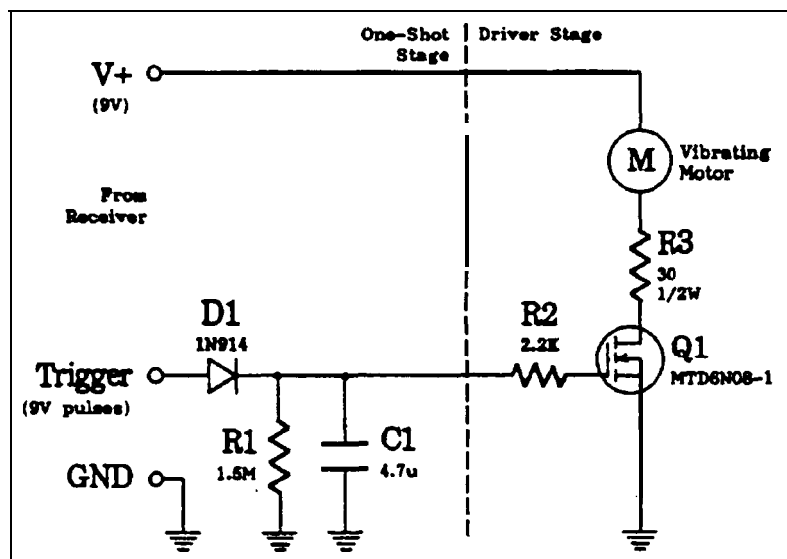 One-Shot
Stage
Driver Stage
V+
(9V)
From
Receiver
M
Vibrating
Motor
R3
30
1/2W
D1
1N914
R2
2.2K
Q1
MTD6N08-1
Trigger
(9V pulses)
R1
1.5M
C1
4.7u
GND